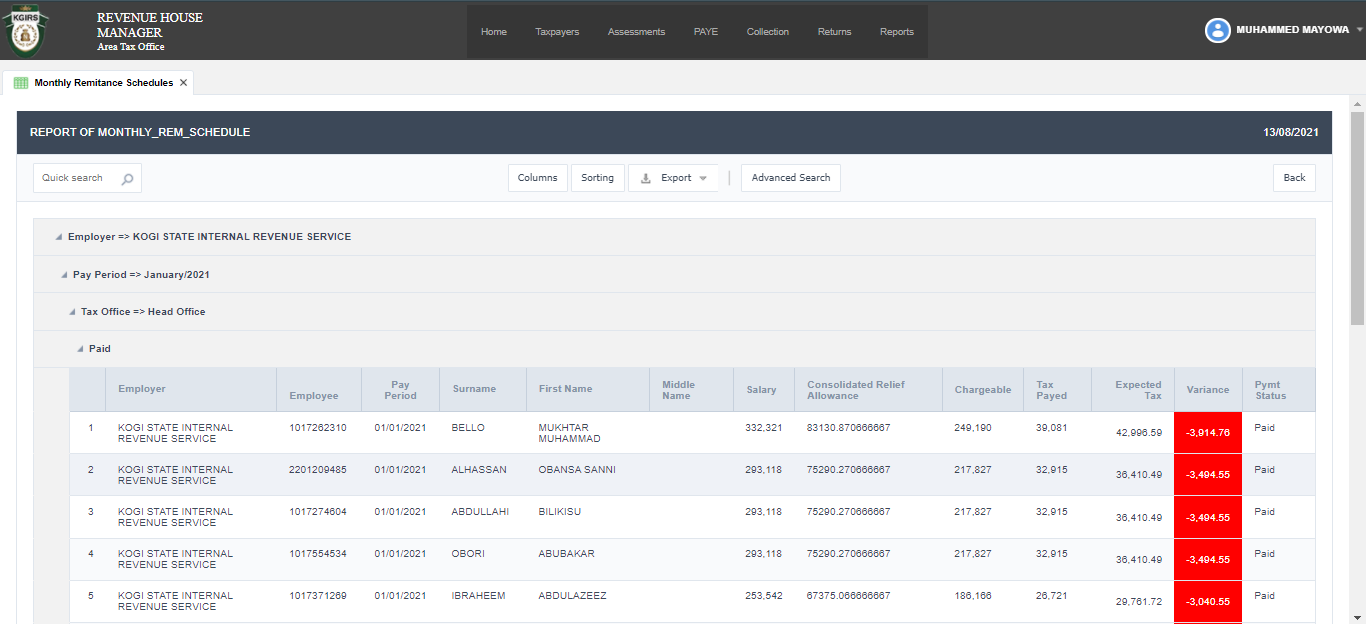 KGIRS
REVENUE HOUSE
MANAGER
Area Tax Office
Home Taxpayers Assessments PAYE Collection Returns Reports
MUHAMMED MAYOWA
Monthly Remitance Schedules ✕
REPORT OF MONTHLY_REM_SCHEDULE 13/08/2021
Quick search Columns Sorting Export | Advanced Search Back
Employer => KOGI STATE INTERNAL REVENUE SERVICE
Pay Period => January/2021
Tax Office => Head Office
Paid
Employer Employee Pay Period Surname First Name Middle Name Salary Consolidated Relief Allowance Chargeable Tax Payed Expected Tax Variance Pymt Status
1 KOGI STATE INTERNAL REVENUE SERVICE 1017262310 01/01/2021 BELLO MUKHTAR MUHAMMAD 332,321 83130.870666667 249,190 39,081 42,996.59 -3,914.76 Paid
2 KOGI STATE INTERNAL REVENUE SERVICE 2201209485 01/01/2021 ALHASSAN OBANSA SANNI 293,118 75290.270666667 217,827 32,915 36,410.49 -3,494.55 Paid
3 KOGI STATE INTERNAL REVENUE SERVICE 1017274604 01/01/2021 ABDULLAHI BILIKISU 293,118 75290.270666667 217,827 32,915 36,410.49 -3,494.55 Paid
4 KOGI STATE INTERNAL REVENUE SERVICE 1017554534 01/01/2021 OBORI ABUBAKAR 293,118 75290.270666667 217,827 32,915 36,410.49 -3,494.55 Paid
5 KOGI STATE INTERNAL REVENUE SERVICE 1017371269 01/01/2021 IBRAHEEM ABDULAZEEZ 253,542 67375.066666667 186,166 26,721 29,761.72 -3,040.55 Paid